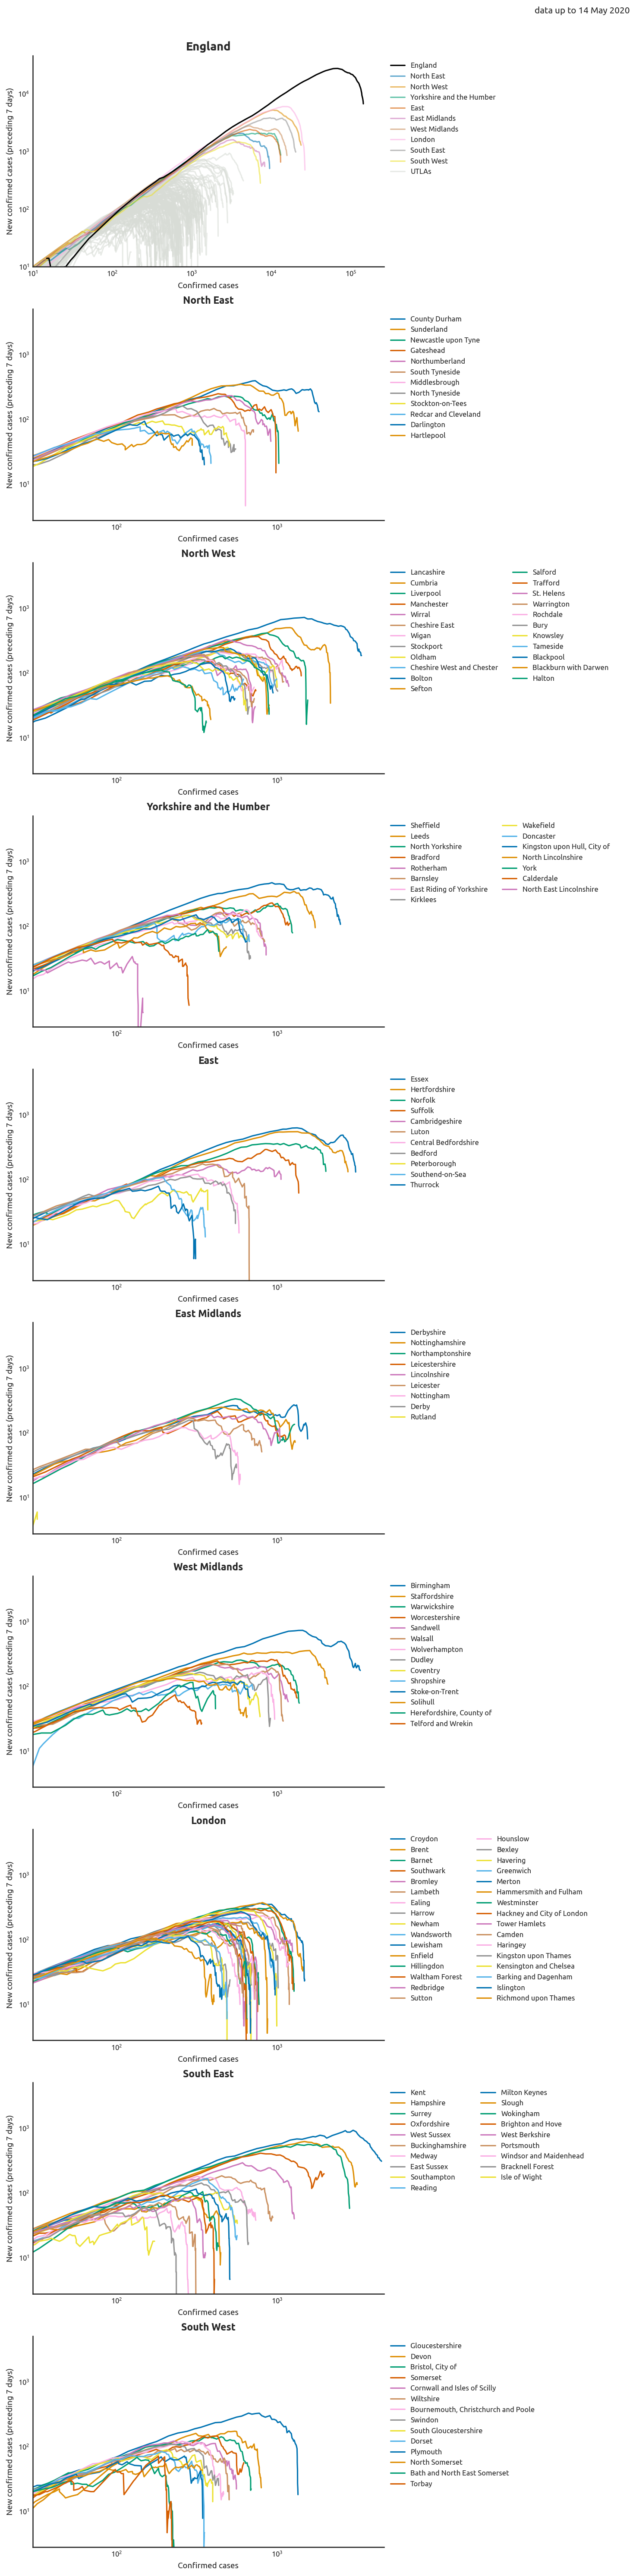 data up to 14 May 2020
England
New confirmed cases (preceding 7 days)
10⁴
10³
10²
10¹
10¹ 10² 10³ 10⁴ 10⁵
Confirmed cases
England
North East
North West
Yorkshire and the Humber
East
East Midlands
West Midlands
London
South East
South West
UTLAs
North East
New confirmed cases (preceding 7 days)
10³
10²
10¹
10² 10³
Confirmed cases
County Durham
Sunderland
Newcastle upon Tyne
Gateshead
Northumberland
South Tyneside
Middlesbrough
North Tyneside
Stockton-on-Tees
Redcar and Cleveland
Darlington
Hartlepool
North West
New confirmed cases (preceding 7 days)
10³
10²
10¹
10² 10³
Confirmed cases
Lancashire
Cumbria
Liverpool
Manchester
Wirral
Cheshire East
Wigan
Stockport
Oldham
Cheshire West and Chester
Bolton
Sefton
Salford
Trafford
St. Helens
Warrington
Rochdale
Bury
Knowsley
Tameside
Blackpool
Blackburn with Darwen
Halton
Yorkshire and the Humber
New confirmed cases (preceding 7 days)
10³
10²
10¹
10² 10³
Confirmed cases
Sheffield
Leeds
North Yorkshire
Bradford
Rotherham
Barnsley
East Riding of Yorkshire
Kirklees
Wakefield
Doncaster
Kingston upon Hull, City of
North Lincolnshire
York
Calderdale
North East Lincolnshire
East
New confirmed cases (preceding 7 days)
10³
10²
10¹
10² 10³
Confirmed cases
Essex
Hertfordshire
Norfolk
Suffolk
Cambridgeshire
Luton
Central Bedfordshire
Bedford
Peterborough
Southend-on-Sea
Thurrock
East Midlands
New confirmed cases (preceding 7 days)
10³
10²
10¹
10² 10³
Confirmed cases
Derbyshire
Nottinghamshire
Northamptonshire
Leicestershire
Lincolnshire
Leicester
Nottingham
Derby
Rutland
West Midlands
New confirmed cases (preceding 7 days)
10³
10²
10¹
10² 10³
Confirmed cases
Birmingham
Staffordshire
Warwickshire
Worcestershire
Sandwell
Walsall
Wolverhampton
Dudley
Coventry
Shropshire
Stoke-on-Trent
Solihull
Herefordshire, County of
Telford and Wrekin
London
New confirmed cases (preceding 7 days)
10³
10²
10¹
10² 10³
Confirmed cases
Croydon
Brent
Barnet
Southwark
Bromley
Lambeth
Ealing
Harrow
Newham
Wandsworth
Lewisham
Enfield
Hillingdon
Waltham Forest
Redbridge
Sutton
Hounslow
Bexley
Havering
Greenwich
Merton
Hammersmith and Fulham
Westminster
Hackney and City of London
Tower Hamlets
Camden
Haringey
Kingston upon Thames
Kensington and Chelsea
Barking and Dagenham
Islington
Richmond upon Thames
South East
New confirmed cases (preceding 7 days)
10³
10²
10¹
10² 10³
Confirmed cases
Kent
Hampshire
Surrey
Oxfordshire
West Sussex
Buckinghamshire
Medway
East Sussex
Southampton
Reading
Milton Keynes
Slough
Wokingham
Brighton and Hove
West Berkshire
Portsmouth
Windsor and Maidenhead
Bracknell Forest
Isle of Wight
South West
New confirmed cases (preceding 7 days)
10³
10²
10¹
10² 10³
Confirmed cases
Gloucestershire
Devon
Bristol, City of
Somerset
Cornwall and Isles of Scilly
Wiltshire
Bournemouth, Christchurch and Poole
Swindon
South Gloucestershire
Dorset
Plymouth
North Somerset
Bath and North East Somerset
Torbay